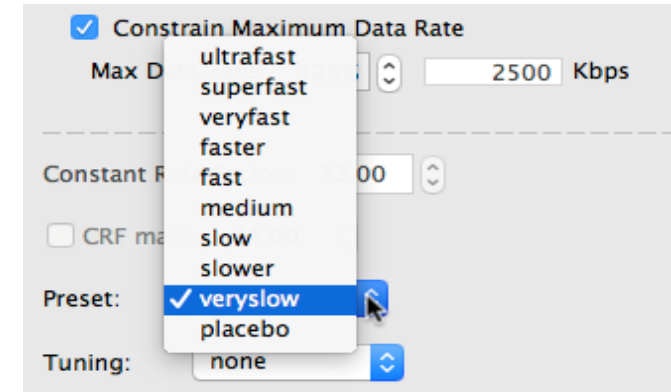 Constrain Maximum Data Rate
Max D 2500 Kbps
ultrafast
superfast
veryfast
faster
fast
medium
slow
slower
✓ veryslow
placebo
Constant R 00
CRF ma
Preset:
Tuning: none